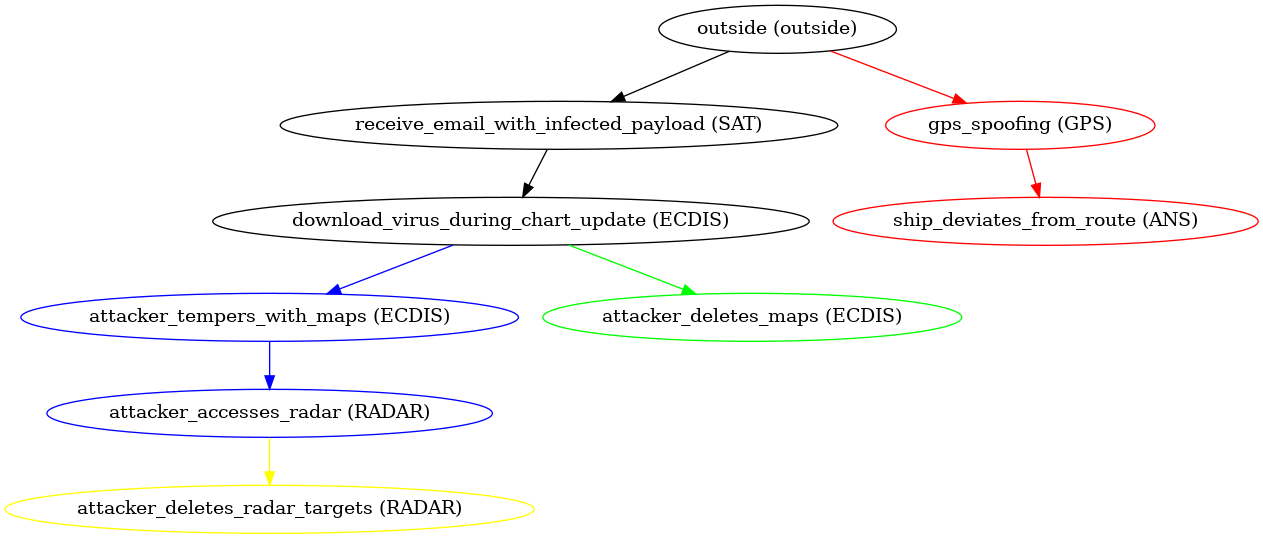 outside (outside)
receive_email_with_infected_payload (SAT)
gps_spoofing (GPS)
download_virus_during_chart_update (ECDIS)
ship_deviates_from_route (ANS)
attacker_tempers_with_maps (ECDIS)
attacker_deletes_maps (ECDIS)
attacker_accesses_radar (RADAR)
attacker_deletes_radar_targets (RADAR)